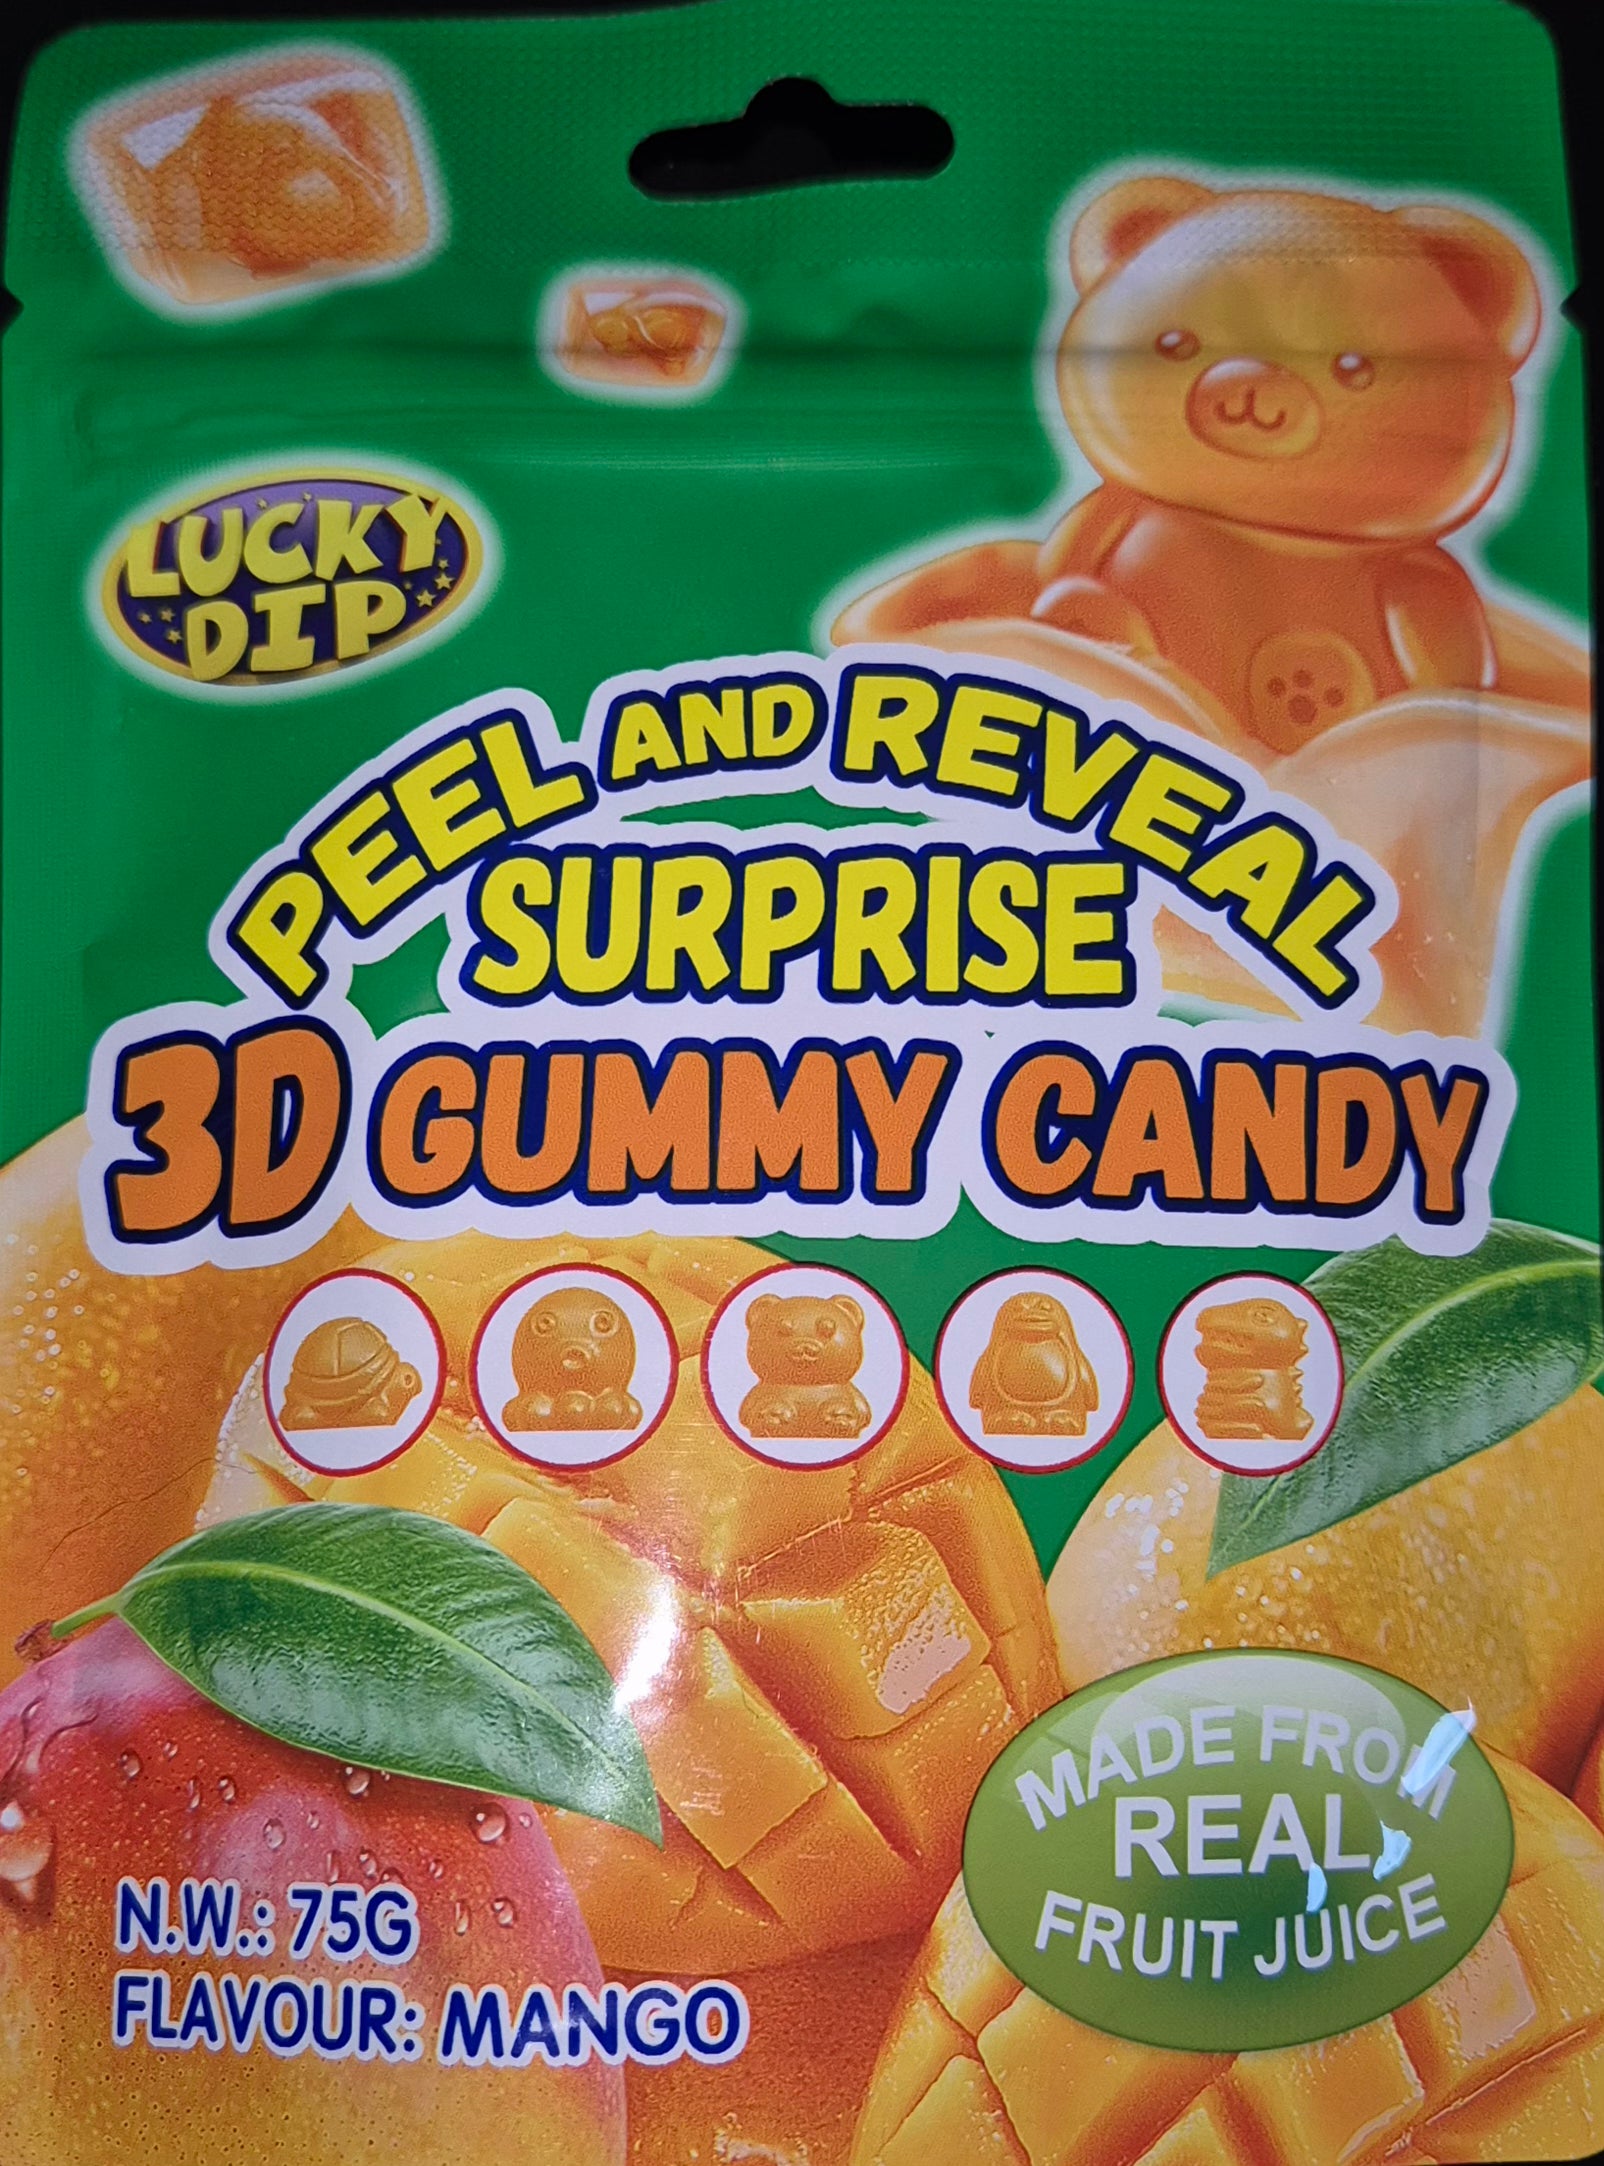 LUCKY
DIP
PEEL AND REVEAL
SURPRISE
3D GUMMY CANDY
MADE FROM
REAL
FRUIT JUICE
N.W.: 75G
FLAVOUR: MANGO